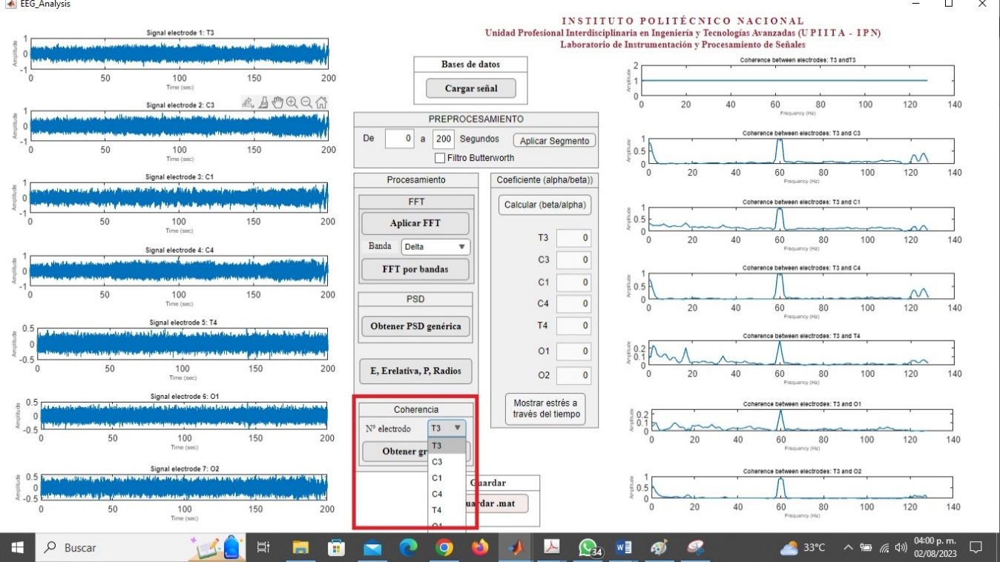 EEG_Analysis
INSTITUTO POLITÉCNICO NACIONAL
Unidad Profesional Interdisciplinaria en Ingeniería y Tecnologías Avanzadas (UPIITA - IPN)
Laboratorio de Instrumentación y Procesamiento de Señales
Signal electrode 1: T3
Amplitude
1
0
-1
0 50 100 150 200
Time (sec)
Signal electrode 2: C3
Amplitude
1
0
-1
0 50 100 150 200
Time (sec)
Signal electrode 3: C1
Amplitude
1
0
-1
0 50 100 150 200
Time (sec)
Signal electrode 4: C4
Amplitude
1
0
-1
0 50 100 150 200
Time (sec)
Signal electrode 5: T4
Amplitude
0.5
0
-0.5
0 50 100 150 200
Time (sec)
Signal electrode 6: O1
Amplitude
0.5
0
-0.5
0 50 100 150 200
Time (sec)
Signal electrode 7: O2
Amplitude
0.5
0
-0.5
0 50 100 150 200
Time (sec)
Bases de datos
Cargar señal
PREPROCESAMIENTO
De 0 a 200 Segundos Aplicar Segmento
Filtro Butterworth
Procesamiento
FFT
Aplicar FFT
Banda Delta
FFT por bandas
PSD
Obtener PSD genérica
E, Erelativa, P, Radios
Coherencia
N° electrodo T3
Obtener gr
T3
C3
C1
C4
T4
O1
Guardar
uardar .mat
Coeficiente (alpha/beta))
Calcular (beta/alpha)
T3 0
C3 0
C1 0
C4 0
T4 0
O1 0
O2 0
Mostrar estrés a
través del tiempo
Coherence between electrodes: T3 andT3
Amplitude
2
1
0
0 20 40 60 80 100 120 140
Frequency (Hz)
Coherence between electrodes: T3 and C3
Amplitude
1
0.5
0
0 20 40 60 80 100 120 140
Frequency (Hz)
Coherence between electrodes: T3 and C1
Amplitude
1
0.5
0
0 20 40 60 80 100 120 140
Frequency (Hz)
Coherence between electrodes: T3 and C4
Amplitude
1
0.5
0
0 20 40 60 80 100 120 140
Frequency (Hz)
Coherence between electrodes: T3 and T4
Amplitude
0.2
0.1
0
0 20 40 60 80 100 120 140
Frequency (Hz)
Coherence between electrodes: T3 and O1
Amplitude
0.2
0.1
0
0 20 40 60 80 100 120 140
Frequency (Hz)
Coherence between electrodes: T3 and O2
Amplitude
1
0.5
0
0 20 40 60 80 100 120 140
Frequency (Hz)
Buscar
34
33°C
04:00 p. m.
02/08/2023